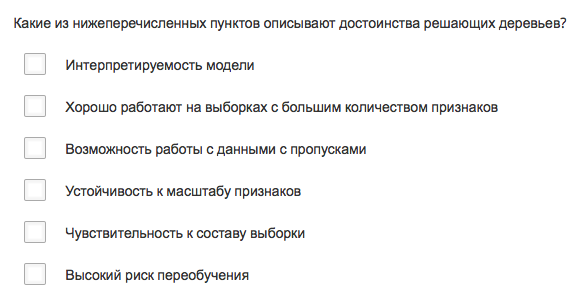 Какие из нижеперечисленных пунктов описывают достоинства решающих деревьев?
Интерпретируемость модели
Хорошо работают на выборках с большим количеством признаков
Возможность работы с данными с пропусками
Устойчивость к масштабу признаков
Чувствительность к составу выборки
Высокий риск переобучения